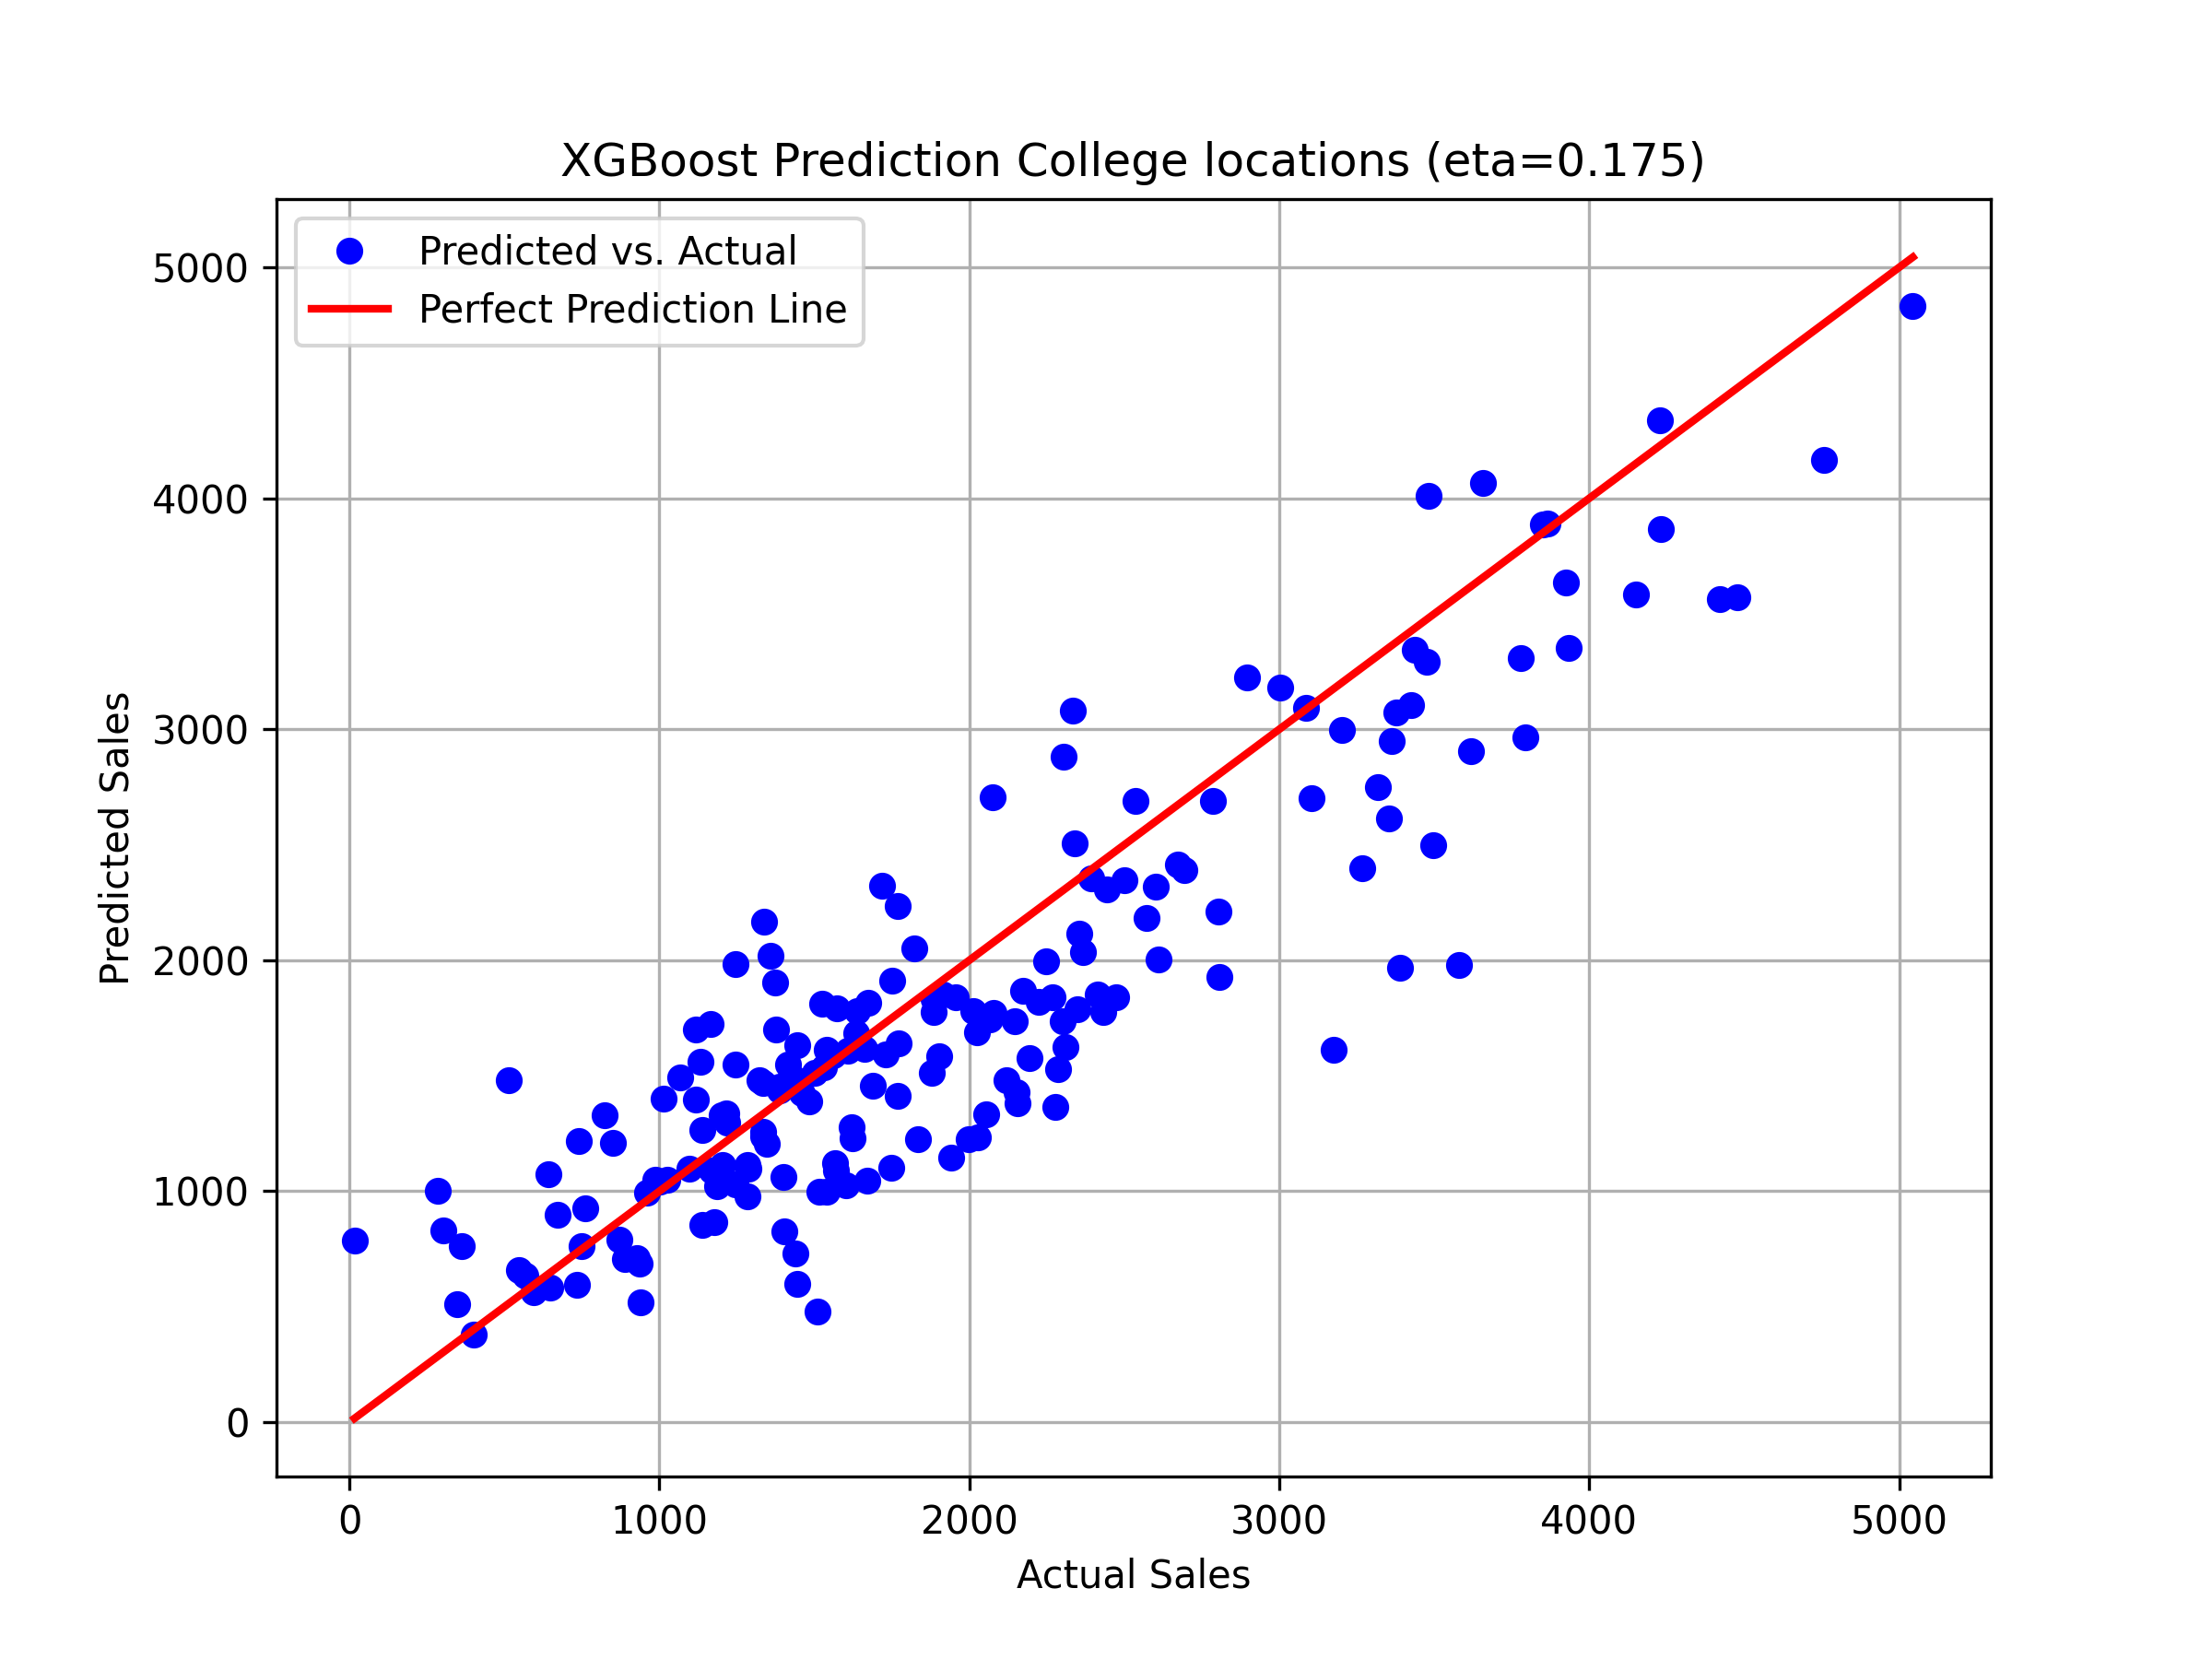 XGBoost Prediction College locations (eta=0.175)
Predicted vs. Actual
Perfect Prediction Line
5000
4000
3000
2000
1000
0
Predicted Sales
0 1000 2000 3000 4000 5000
Actual Sales